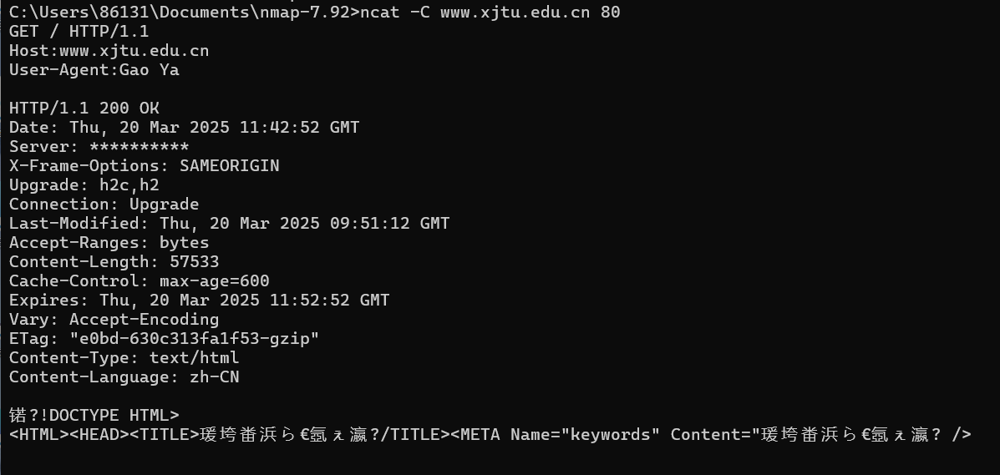 C:\Users\86131\Documents\nmap-7.92>ncat -C www.xjtu.edu.cn 80
GET / HTTP/1.1
Host:www.xjtu.edu.cn
User-Agent:Gao Ya
HTTP/1.1 200 OK
Date: Thu, 20 Mar 2025 11:42:52 GMT
Server: **********
X-Frame-Options: SAMEORIGIN
Upgrade: h2c,h2
Connection: Upgrade
Last-Modified: Thu, 20 Mar 2025 09:51:12 GMT
Accept-Ranges: bytes
Content-Length: 57533
Cache-Control: max-age=600
Expires: Thu, 20 Mar 2025 11:52:52 GMT
Vary: Accept-Encoding
ETag: "e0bd-630c313fa1f53-gzip"
Content-Type: text/html
Content-Language: zh-CN
锘?!DOCTYPE HTML>
<HTML><HEAD><TITLE>瑗垮畨浜ら€氬ぇ瀛?/TITLE><META Name="keywords" Content="瑗垮畨浜ら€氬ぇ瀛? />